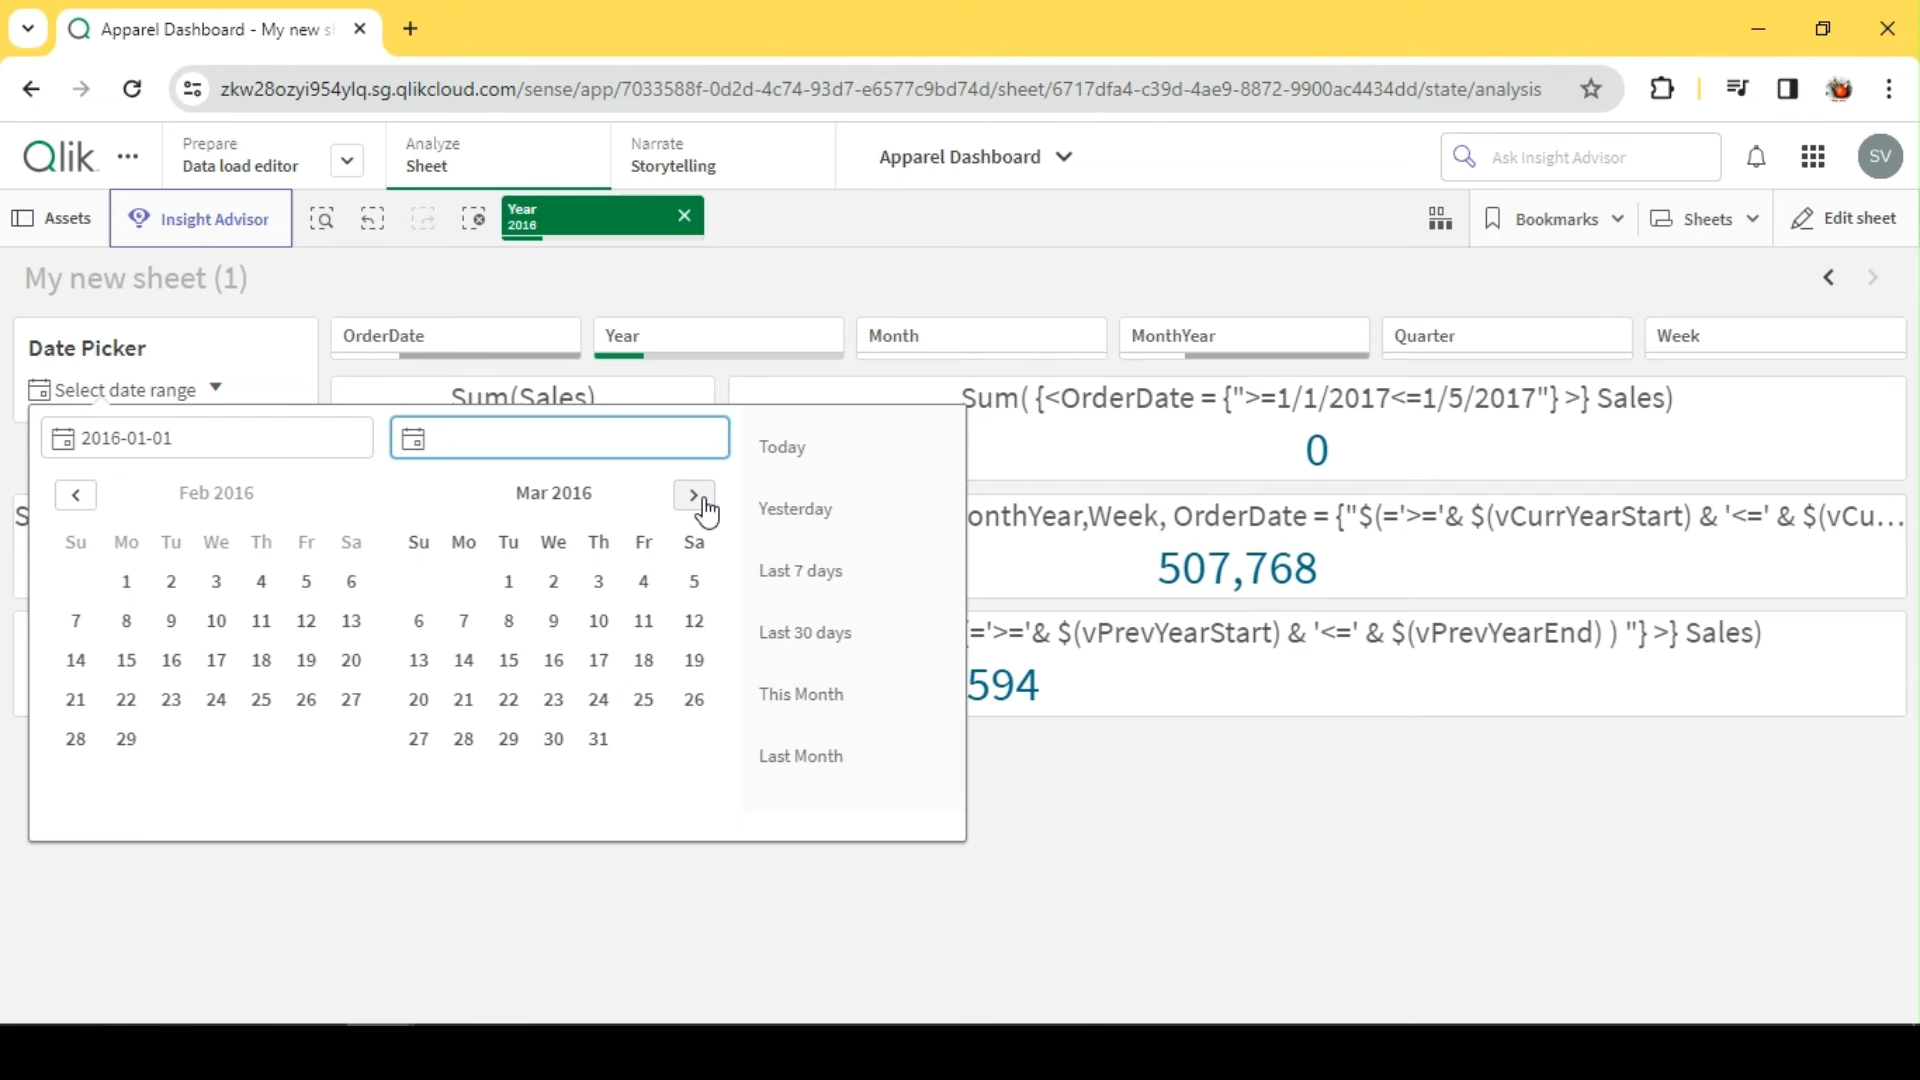 Apparel Dashboard - My new s
zkw28ozyi954ylq.sg.qlikcloud.com/sense/app/7033588f-0d2d-4c74-93d7-e6577c9bd74d/sheet/6717dfa4-c39d-4ae9-8872-9900ac4434dd/state/analysis
Qlik
Prepare
Data load editor
Analyze
Sheet
Narrate
Storytelling
Apparel Dashboard
Ask Insight Advisor
SV
Assets
Insight Advisor
Year
2016
Bookmarks
Sheets
Edit sheet
My new sheet (1)
Date Picker
OrderDate
Year
Month
MonthYear
Quarter
Week
Select date range
Sum(Sales)
Sum( {<OrderDate = {">=1/1/2017<=1/5/2017"} >} Sales)
0
2016-01-01
Feb 2016
Mar 2016
Su Mo Tu We Th Fr Sa
1 2 3 4 5 6
7 8 9 10 11 12 13
14 15 16 17 18 19 20
21 22 23 24 25 26 27
28 29
Su Mo Tu We Th Fr Sa
1 2 3 4 5
6 7 8 9 10 11 12
13 14 15 16 17 18 19
20 21 22 23 24 25 26
27 28 29 30 31
Today
Yesterday
Last 7 days
Last 30 days
This Month
Last Month
S
onthYear,Week, OrderDate = {"$(='>='& $(vCurrYearStart) & '<=' & $(vCu...
507,768
(='>='& $(vPrevYearStart) & '<=' & $(vPrevYearEnd) ) "} >} Sales)
594